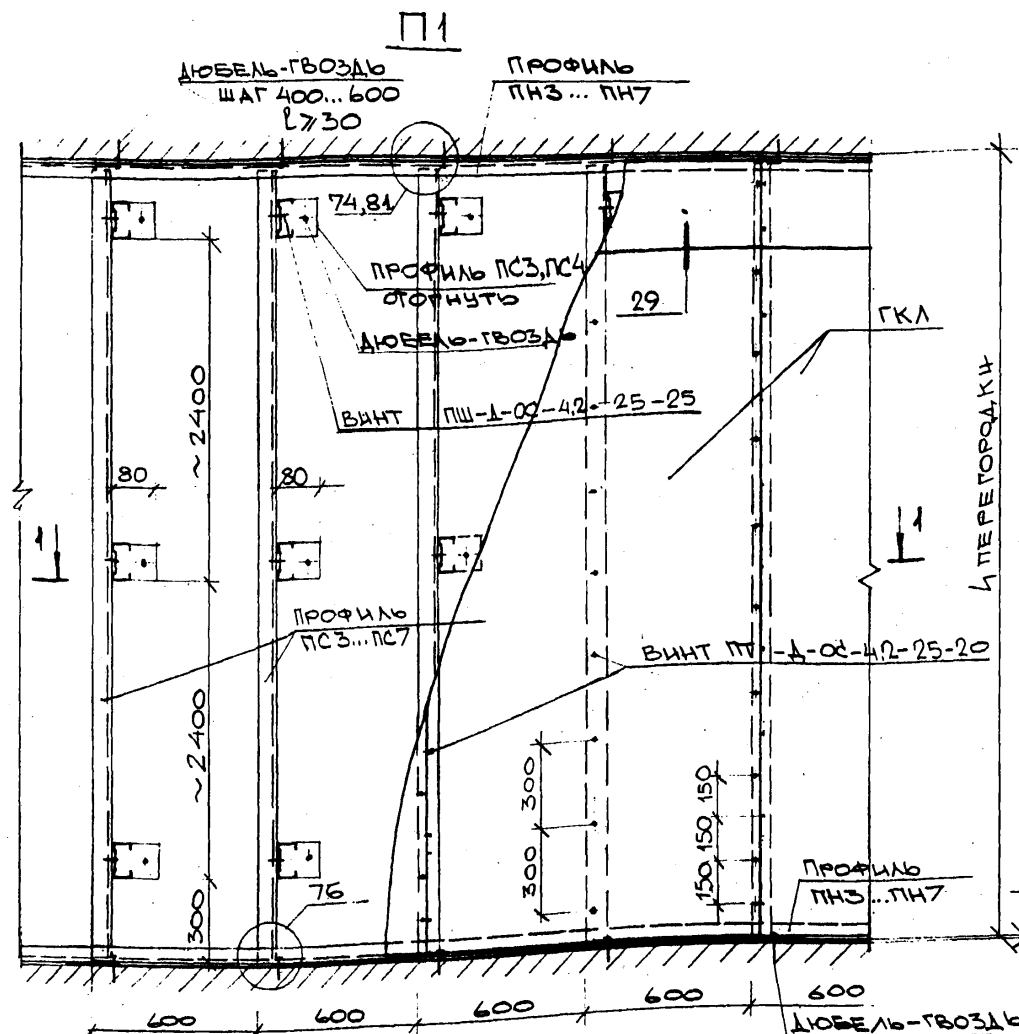 П1
ДЮБЕЛЬ-ГВОЗДЬ
ШАГ 400...600
ℓ⩾30
ПРОФИЛЬ
ПН3...ПН7
74,81
ПРОФИЛЬ ПС3,ПС4
ОТОГНУТЬ
ДЮБЕЛЬ-ГВОЗДЬ
29
ГКЛ
ВИНТ ПШ-Д-ОС-4,2-25-25
~2400
80
80
1
1
H ПЕРЕГОРОДКИ
ПРОФИЛЬ
ПС3...ПС7
ВИНТ -Д-ОС-4,2-25-20
~2400
300
300
150 150 150
300
76
ПРОФИЛЬ
ПН3...ПН7
600
600
600
600
600
ДЮБЕЛЬ-ГВОЗДЬ